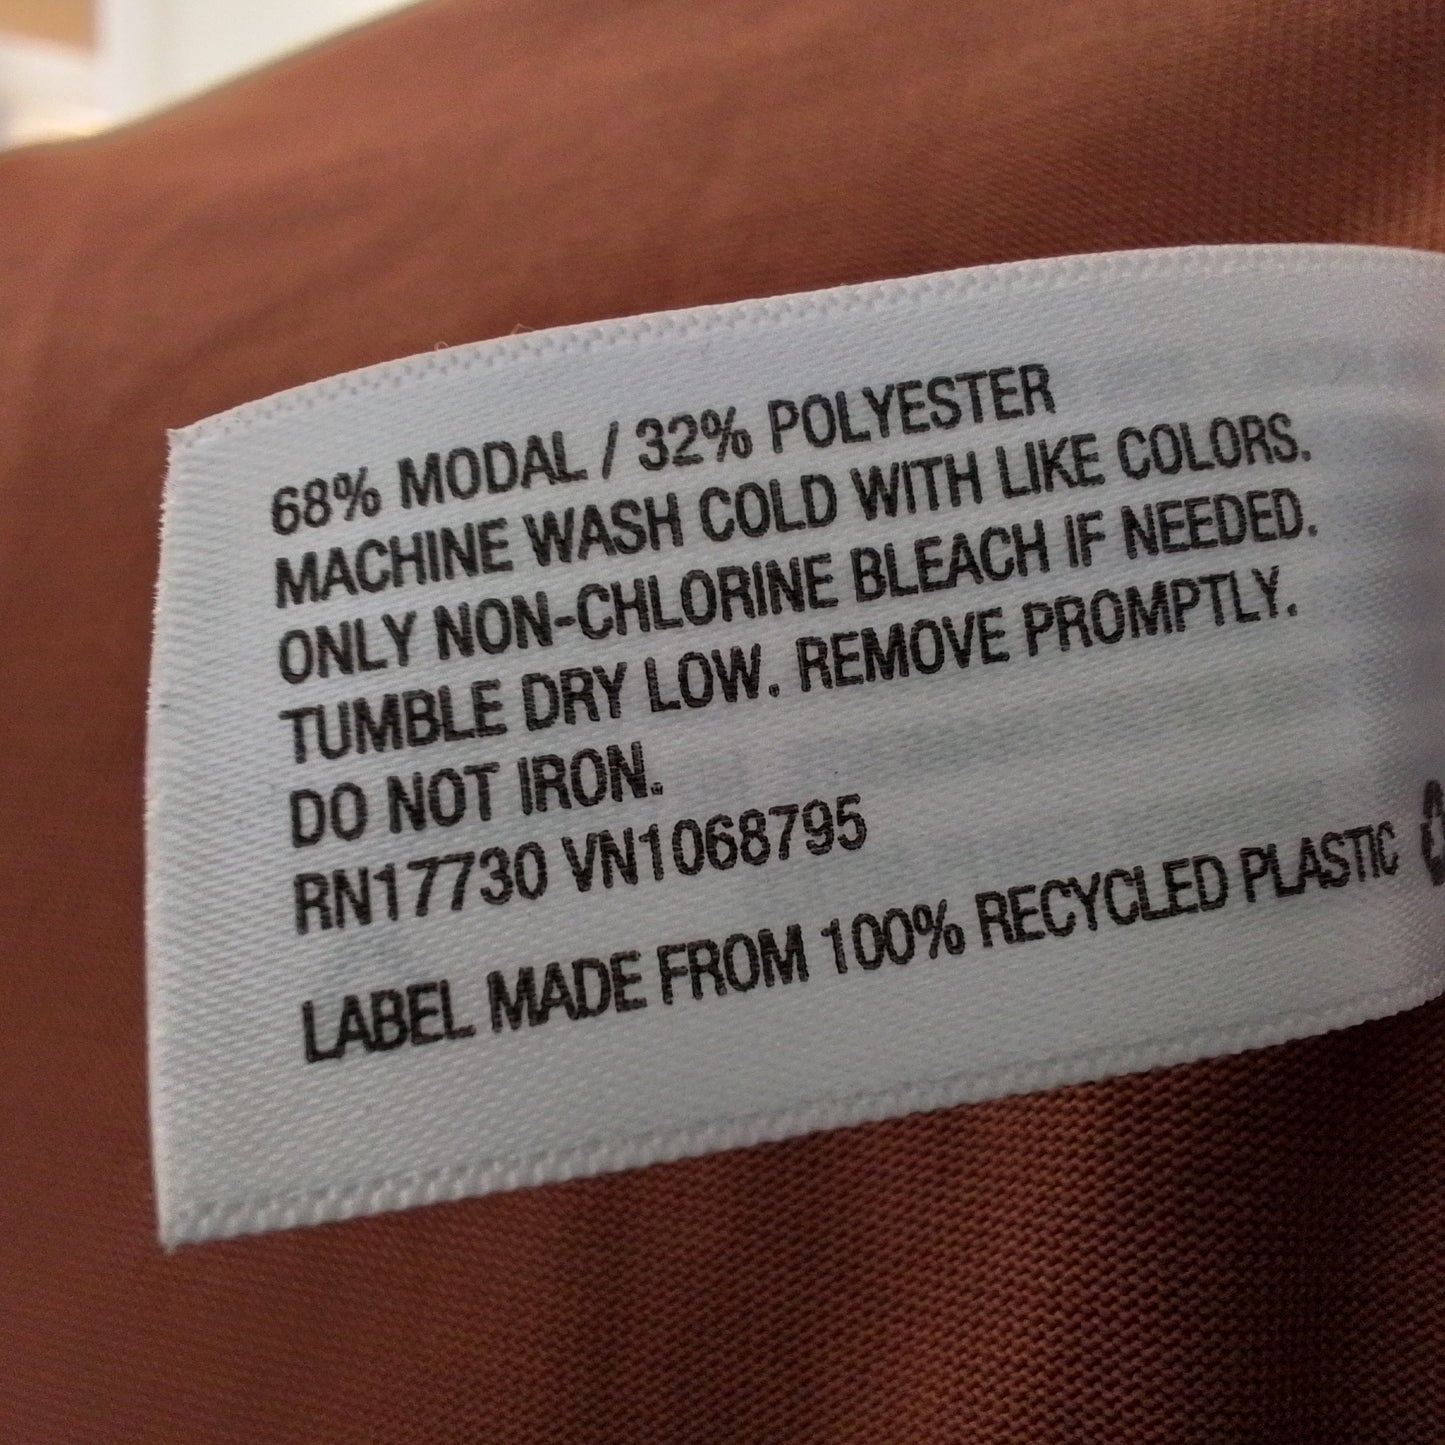 68% MODAL / 32% POLYESTER
MACHINE WASH COLD WITH LIKE COLORS.
ONLY NON-CHLORINE BLEACH IF NEEDED.
TUMBLE DRY LOW. REMOVE PROMPTLY.
DO NOT IRON.
RN17730 VN1068795
LABEL MADE FROM 100% RECYCLED PLASTIC